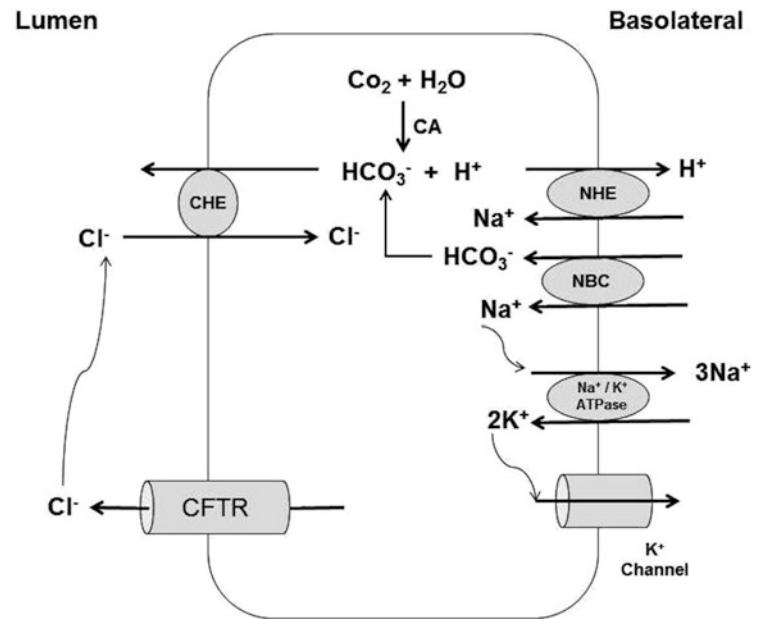 Lumen
Basolateral
Co₂ + H₂O
CA
HCO₃⁻ + H⁺
H⁺
CHE
NHE
Na⁺
Cl⁻
Cl⁻
HCO₃⁻
NBC
Na⁺
3Na⁺
Na⁺ / K⁺
ATPase
2K⁺
Cl⁻
CFTR
K⁺
Channel